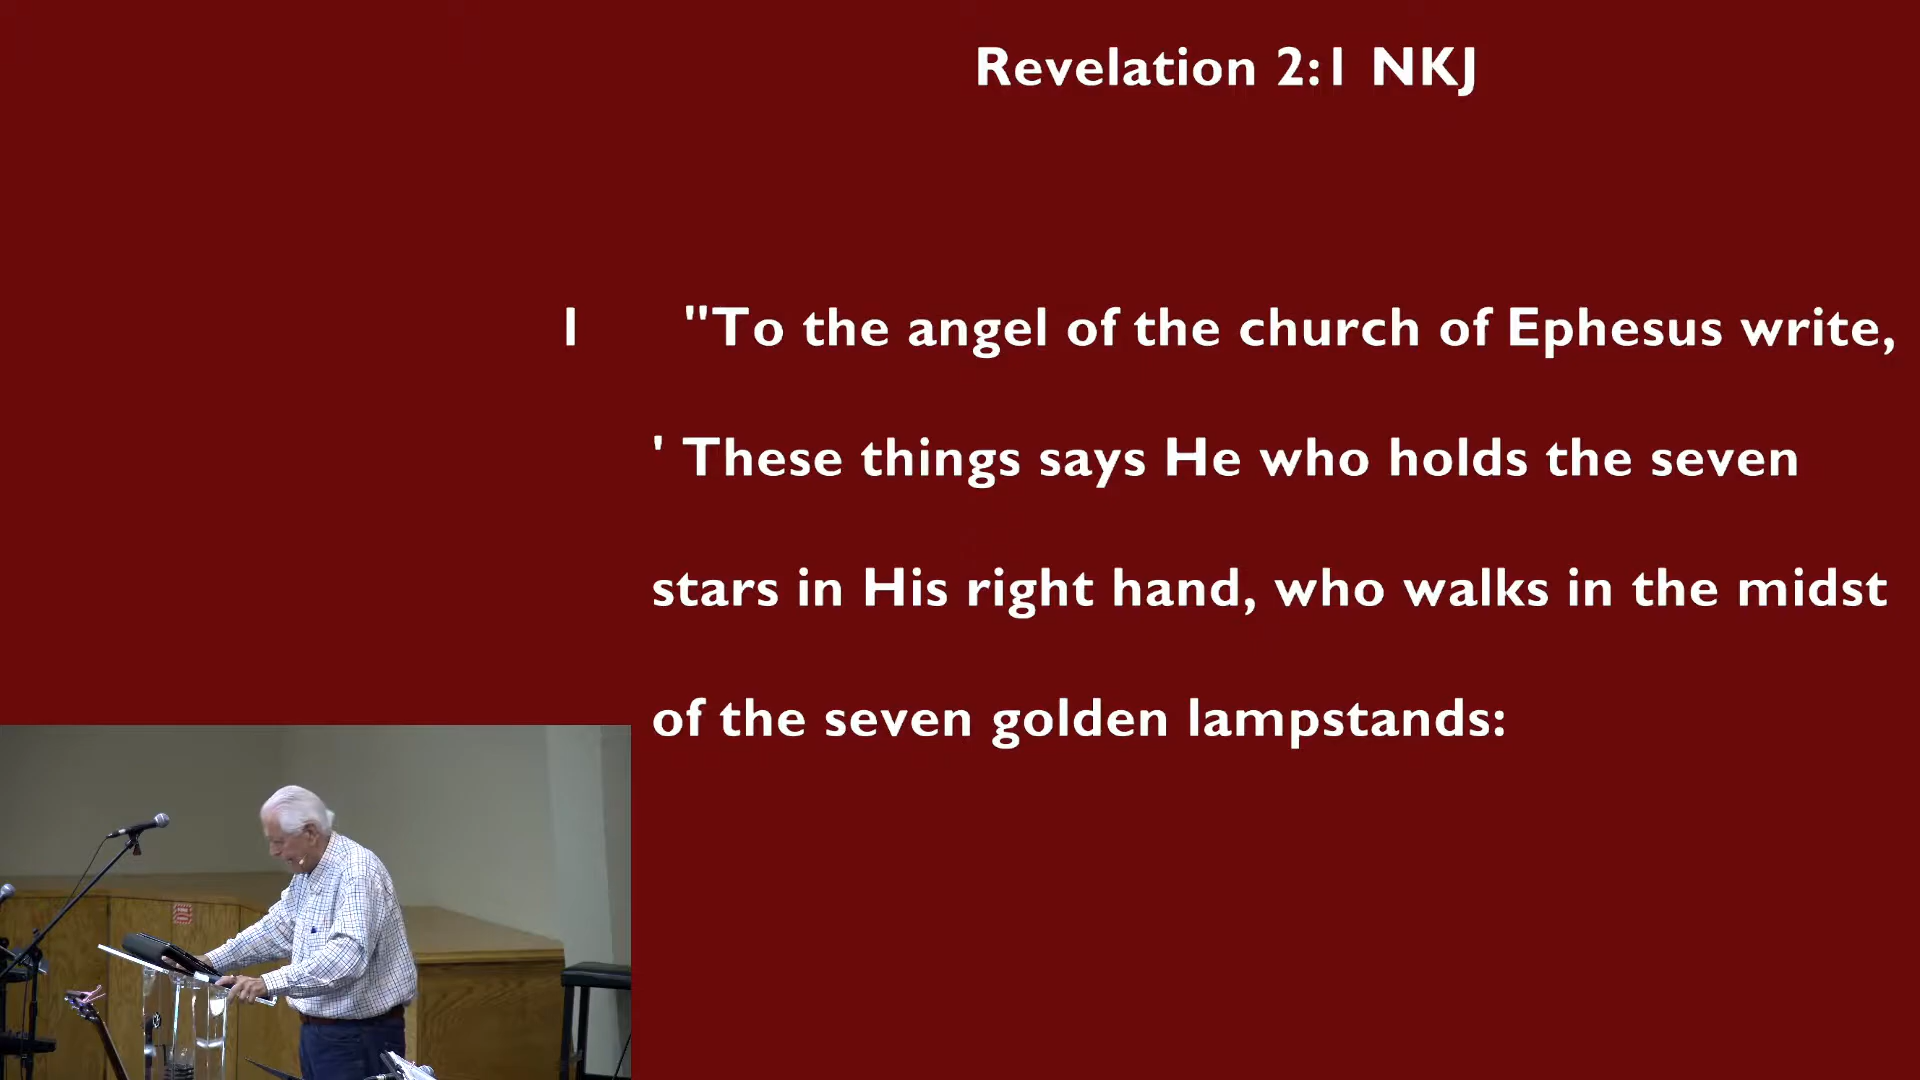 Revelation 2:1 NKJ
1 "To the angel of the church of Ephesus write,
' These things says He who holds the seven
stars in His right hand, who walks in the midst
of the seven golden lampstands: